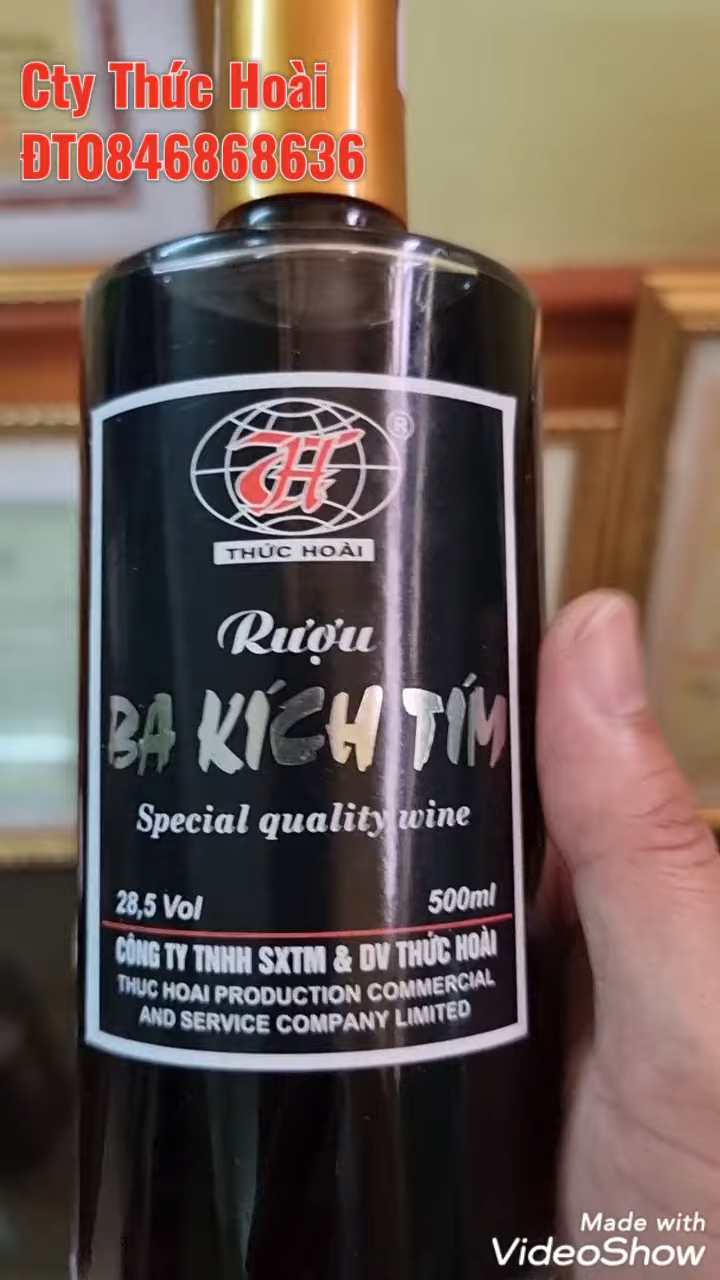 Cty Thức Hoài
ĐT0846868636
TH ®
THỨC HOÀI
Rượu
BA KÍCH TÍM
Special quality wine
28,5 Vol 500ml
CÔNG TY TNHH SXTM & DV THỨC HOÀI
THUC HOAI PRODUCTION COMMERCIAL
AND SERVICE COMPANY LIMITED
Made with
VideoShow